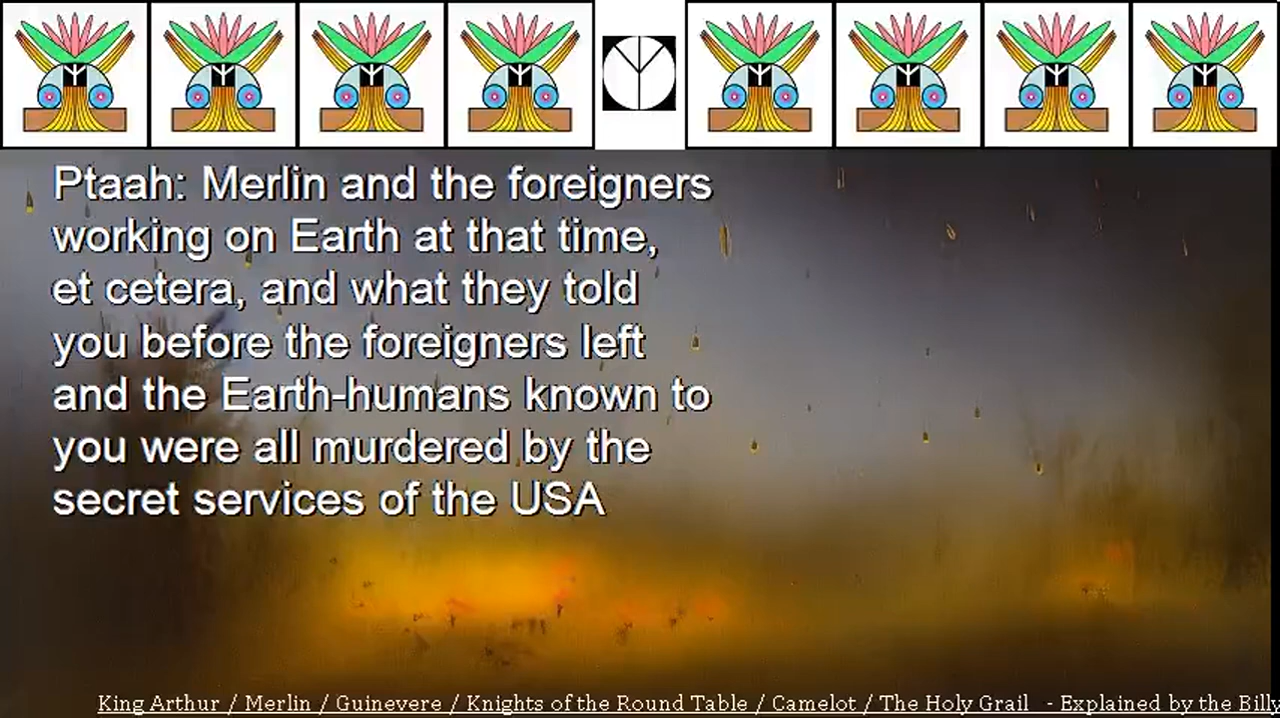 Ptaah: Merlin and the foreigners
working on Earth at that time,
et cetera, and what they told
you before the foreigners left
and the Earth-humans known to
you were all murdered by the
secret services of the USA
King Arthur / Merlin / Guinevere / Knights of the Round Table / Camelot / The Holy Grail - Explained by the Billy